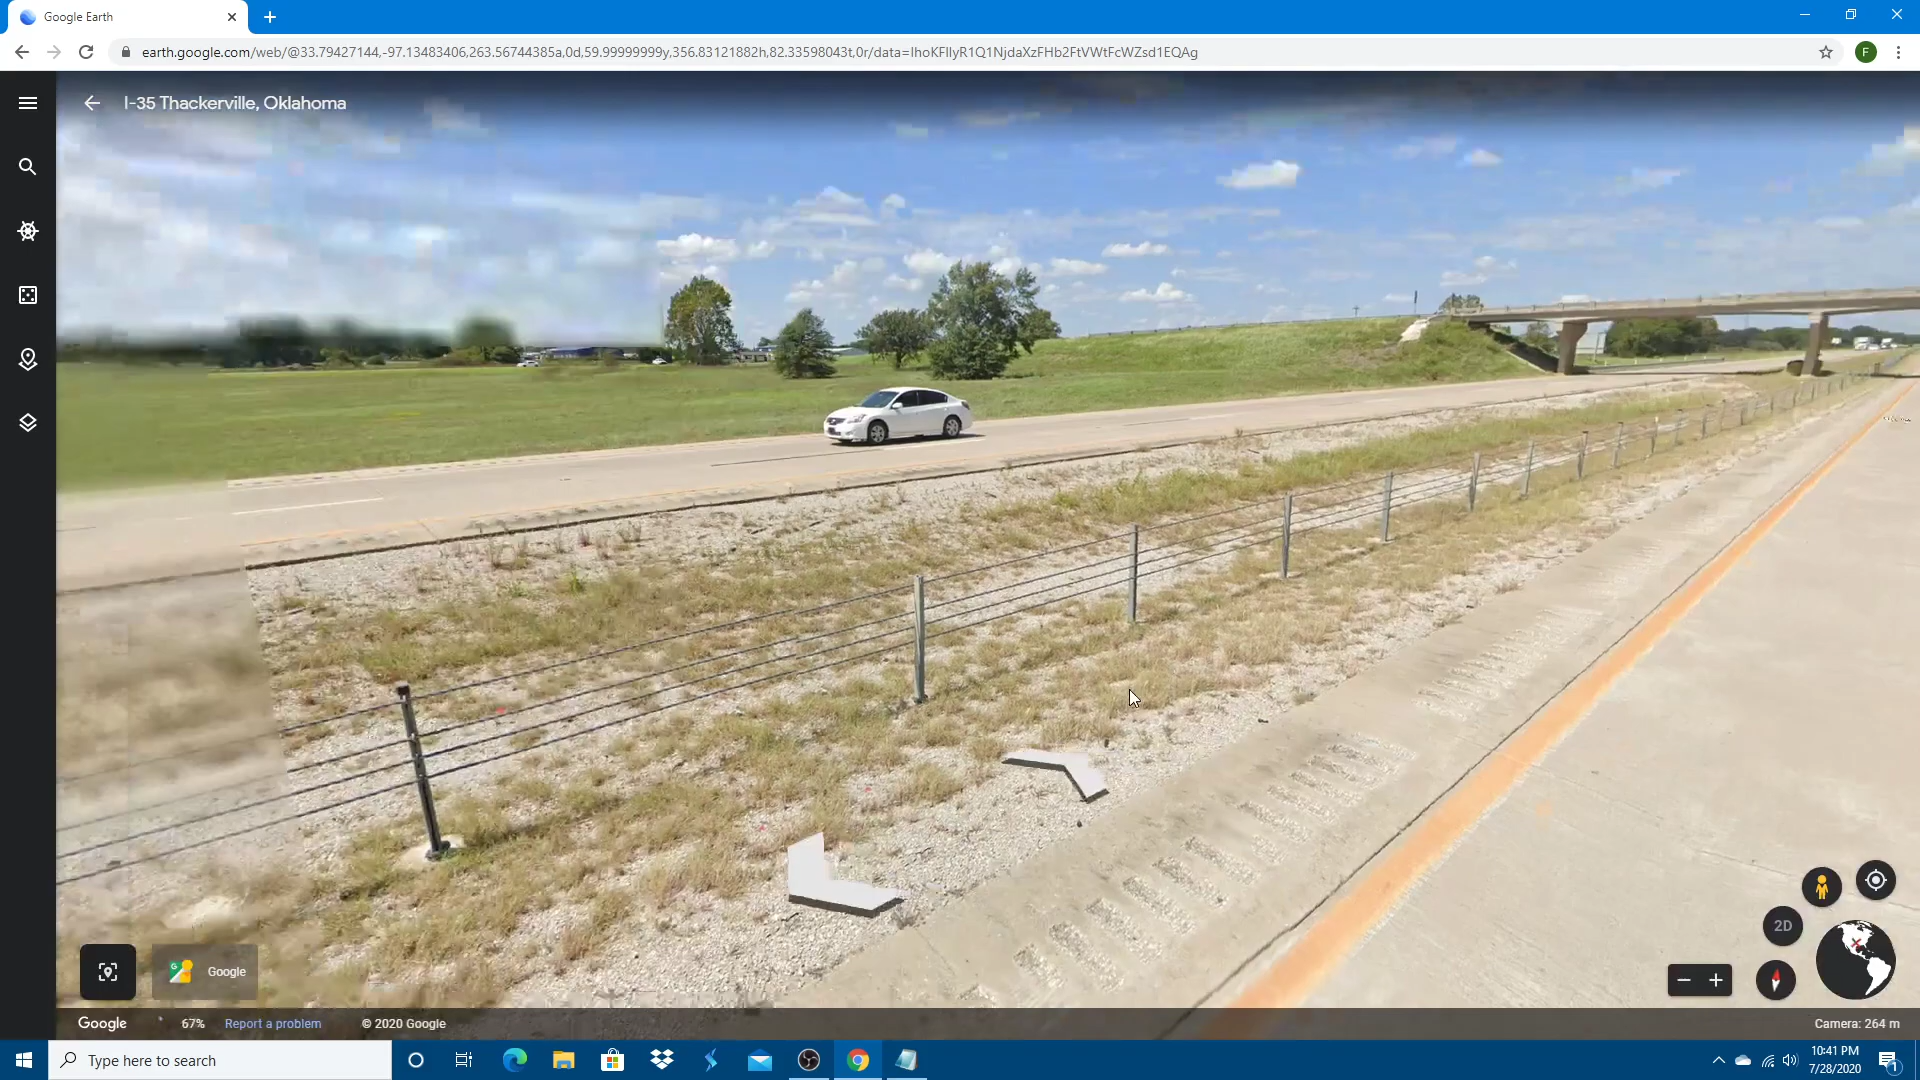 Google Earth
earth.google.com/web/@33.79427144,-97.13483406,263.56744385a,0d,59.99999999y,356.83121882h,82.33598043t,0r/data=IhoKFllyR1Q1NjdaXzFHb2FtVWtFcWZsd1EQAg
F
I-35 Thackerville, Oklahoma
2D
Google
Google
67%
Report a problem
© 2020 Google
Camera: 264 m
Type here to search
10:41 PM
7/28/2020
1